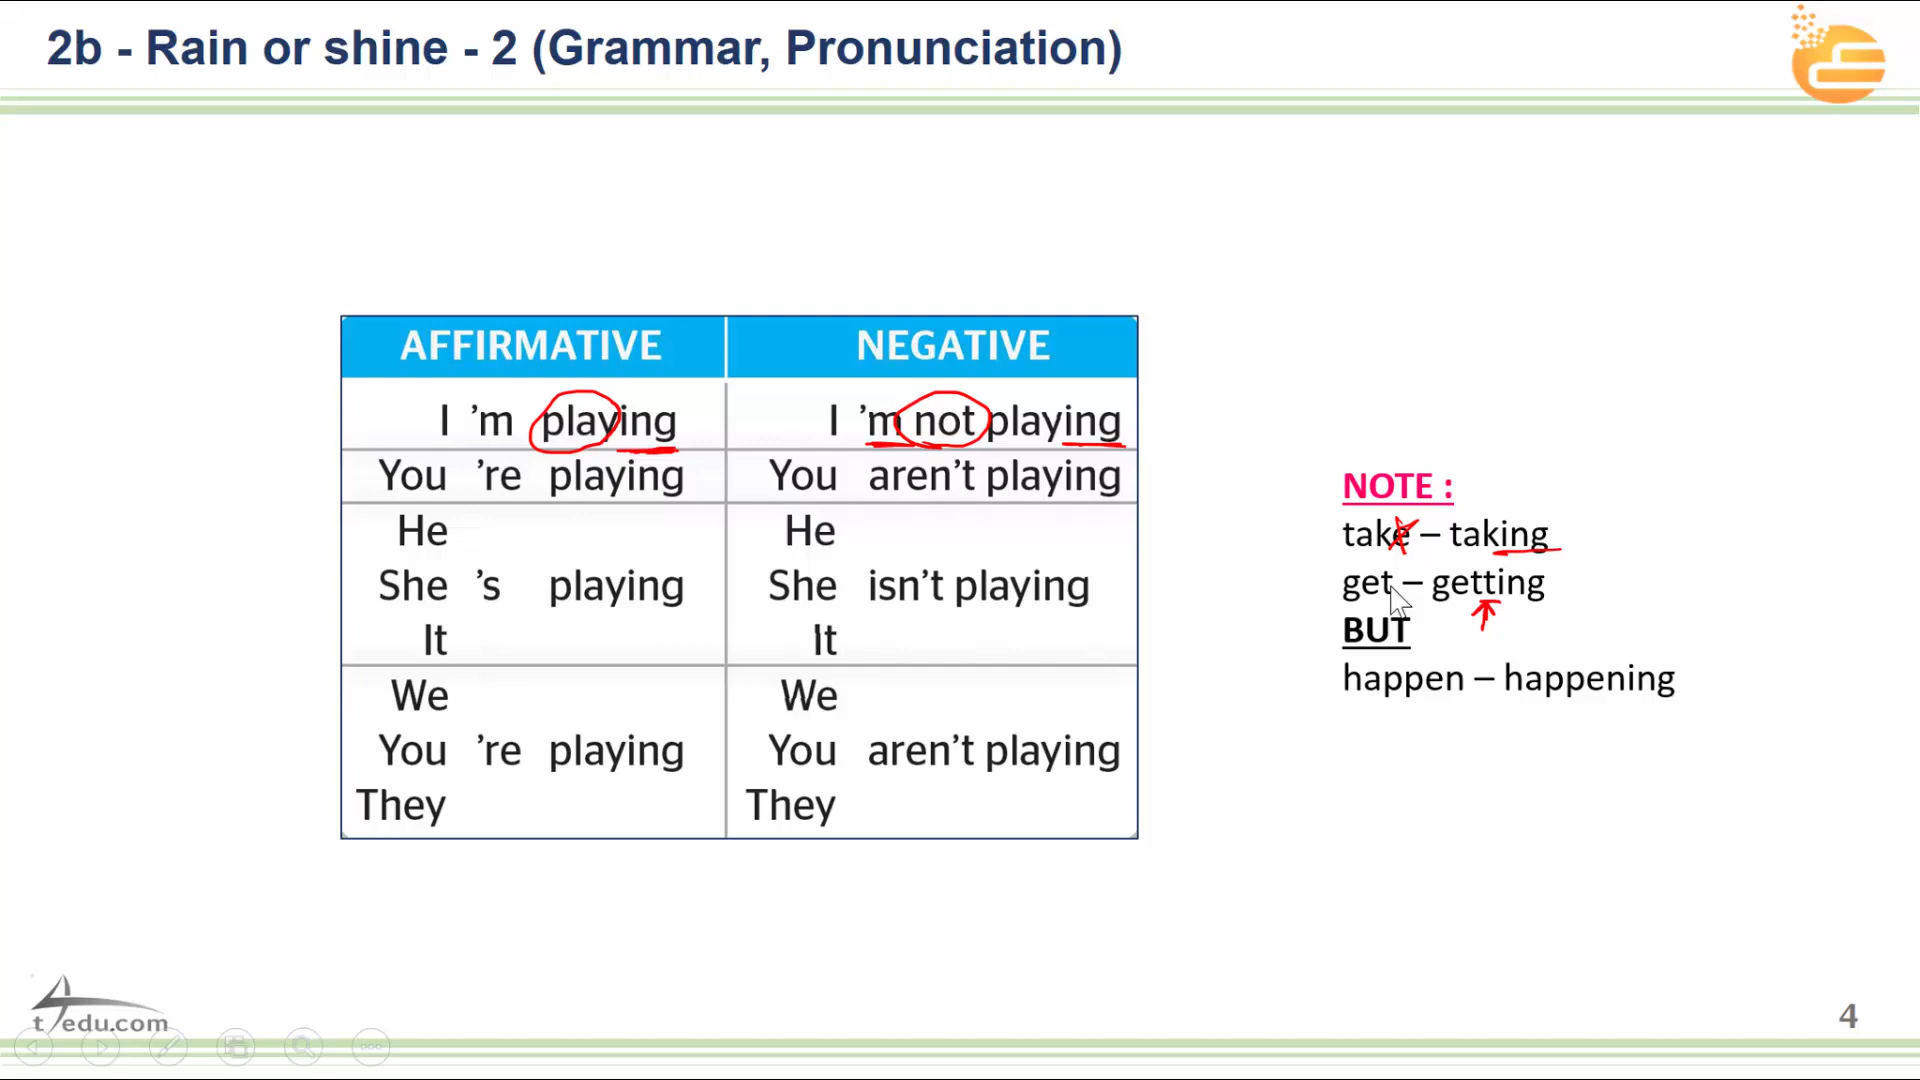 2b - Rain or shine - 2 (Grammar, Pronunciation)
AFFIRMATIVE NEGATIVE
I 'm playing I 'm not playing
You 're playing You aren't playing
He He
She 's playing She isn't playing
It It
We We
You 're playing You aren't playing
They They
NOTE :
take – taking
get – getting
BUT
happen – happening
edu.com
4